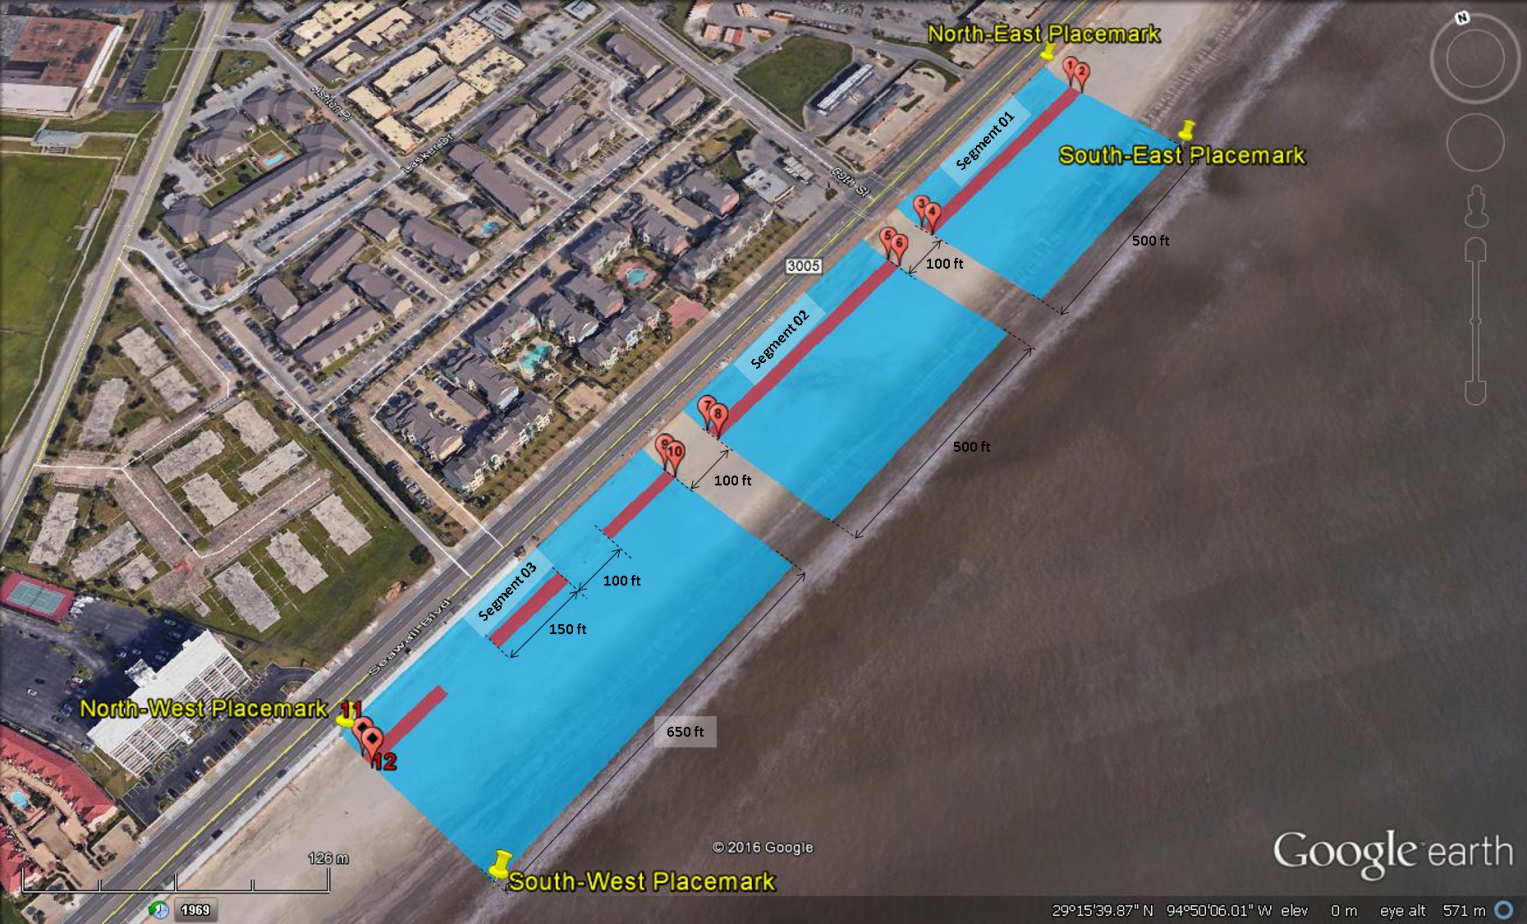 North-East Placemark
N
1 2
South-East Placemark
Segment 01
69th St
3 4
5 6
500 ft
100 ft
3005
Segment 02
7
8
500 ft
9
10
100 ft
Segment 03
100 ft
150 ft
Seawall Blvd
North-West Placemark
11
12
650 ft
© 2016 Google
Google earth
126 m
South-West Placemark
1969
29°15'39.87" N 94°50'06.01" W elev 0 m eye alt 571 m